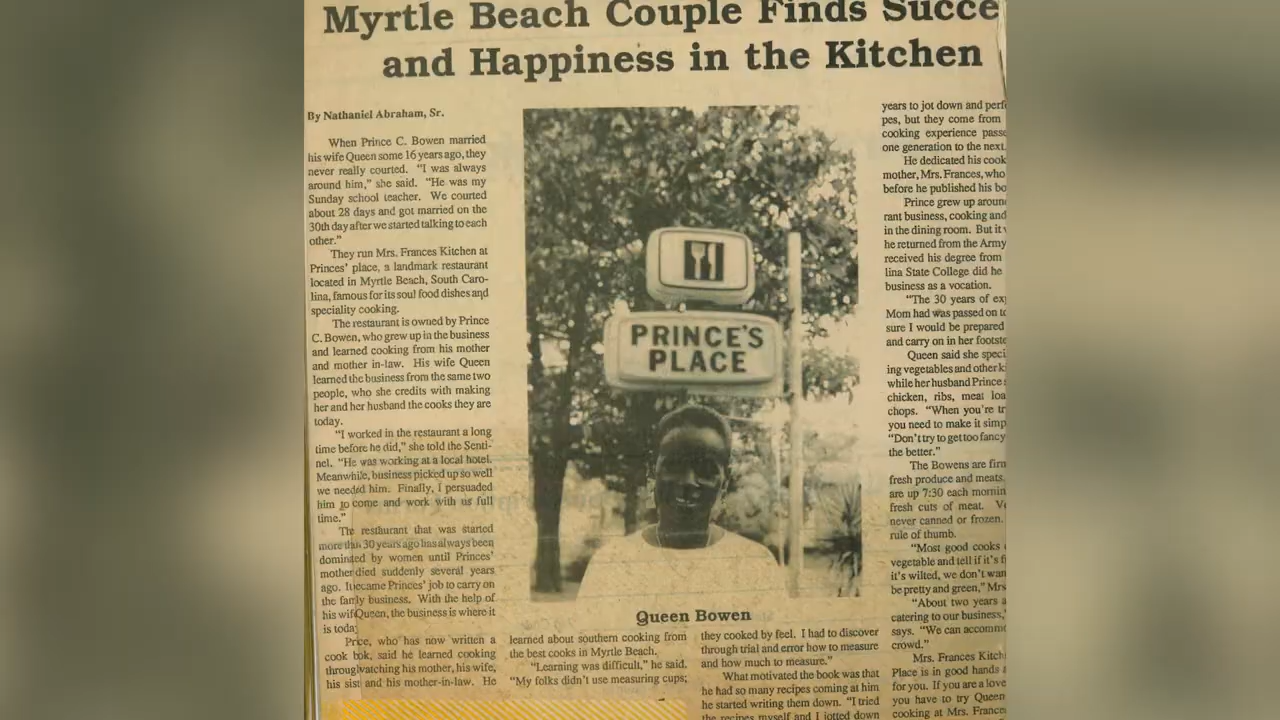 Myrtle Beach Couple Finds Succe
and Happiness in the Kitchen
By Nathaniel Abraham, Sr.
When Prince C. Bowen married
his wife Queen some 16 years ago, they
never really courted. "I was always
around him," she said. "He was my
Sunday school teacher. We courted
about 28 days and got married on the
30th day after we started talking to each
other."
They run Mrs. Frances Kitchen at
Princes' place, a landmark restaurant
located in Myrtle Beach, South Caro-
lina, famous for its soul food dishes and
speciality cooking.
The restaurant is owned by Prince
C. Bowen, who grew up in the business
and learned cooking from his mother
and mother in-law. His wife Queen
learned the business from the same two
people, who she credits with making
her and her husband the cooks they are
today.
"I worked in the restaurant a long
time before he did," she told the Senti-
nel. "He was working at a local hotel.
Meanwhile, business picked up so well
we needed him. Finally, I persuaded
him to come and work with us full
time."
The restaurant that was started
more than 30 years ago has always been
dominated by women until Princes'
mother died suddenly several years
ago. It became Princes' job to carry on
the family business. With the help of
his wife Queen, the business is where it
is today
Price, who has now written a
cook bok, said he learned cooking
through watching his mother, his wife,
his sist and his mother-in-law. He
PRINCE'S
PLACE
Queen Bowen
learned about southern cooking from
the best cooks in Myrtle Beach.
"Learning was difficult," he said.
"My folks didn't use measuring cups;
they cooked by feel. I had to discover
through trial and error how to measure
and how much to measure."
What motivated the book was that
he had so many recipes coming at him
he started writing them down. "I tried
the recipes myself and I jotted down
years to jot down and perf
pes, but they come from
cooking experience passe
one generation to the next.
He dedicated his cook
mother, Mrs. Frances, who
before he published his bo
Prince grew up aroun
rant business, cooking and
in the dining room. But it
he returned from the Army
received his degree from
lina State College did he
business as a vocation.
"The 30 years of ex
Mom had was passed on to
sure I would be prepared
and carry on in her footste
Queen said she speci
ing vegetables and other k
while her husband Prince
chicken, ribs, meat loa
chops. "When you're tr
you need to make it simp
"Don't try to get too fancy
the better."
The Bowens are firm
fresh produce and meats.
are up 7:30 each mornin
fresh cuts of meat. Ve
never canned or frozen.
rule of thumb.
"Most good cooks
vegetable and tell if it's f
it's wilted, we don't wan
be pretty and green," Mrs
"About two years a
catering to our business,"
says. "We can accommo
crowd."
Mrs. Frances Kitch
Place is in good hands
for you. If you are a love
you have to try Queen
cooking at Mrs. France